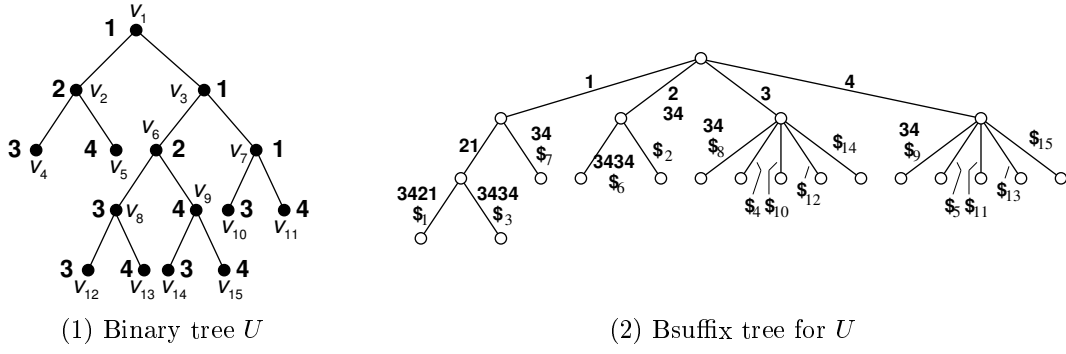 V1
1
2 V2 V3 1
V6
3 4 2 V7 1
V4 V5
3 V8 V9
4 3 4
V10 V11
3 4 3 4
V12 V13 V14 V15
(1) Binary tree U
1 2 3 4
34
21 34 $7 3434 $6 $2 34 $8 $14 34 $9 $15
3421 $1 3434 $3 $4 $10 $12 $5 $11 $13
(2) Bsuffix tree for U